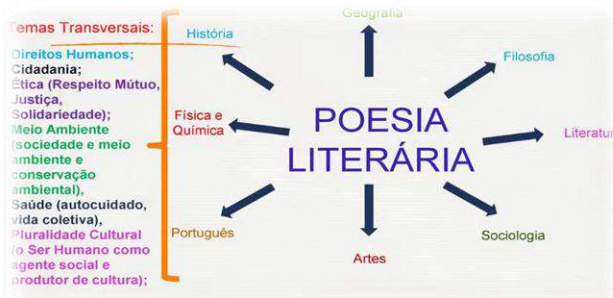 Temas Transversais:
Direitos Humanos;
Cidadania;
Ética (Respeito Mútuo,
Justiça,
Solidariedade);
Meio Ambiente
(sociedade e meio
ambiente e
conservação
ambiental),
Saúde (autocuidado,
vida coletiva),
Pluralidade Cultural
(o Ser Humano como
agente social e
produtor de cultura);
Geografia
História
Filosofia
Física e
Química
POESIA
LITERÁRIA
Literatur
Português
Sociologia
Artes